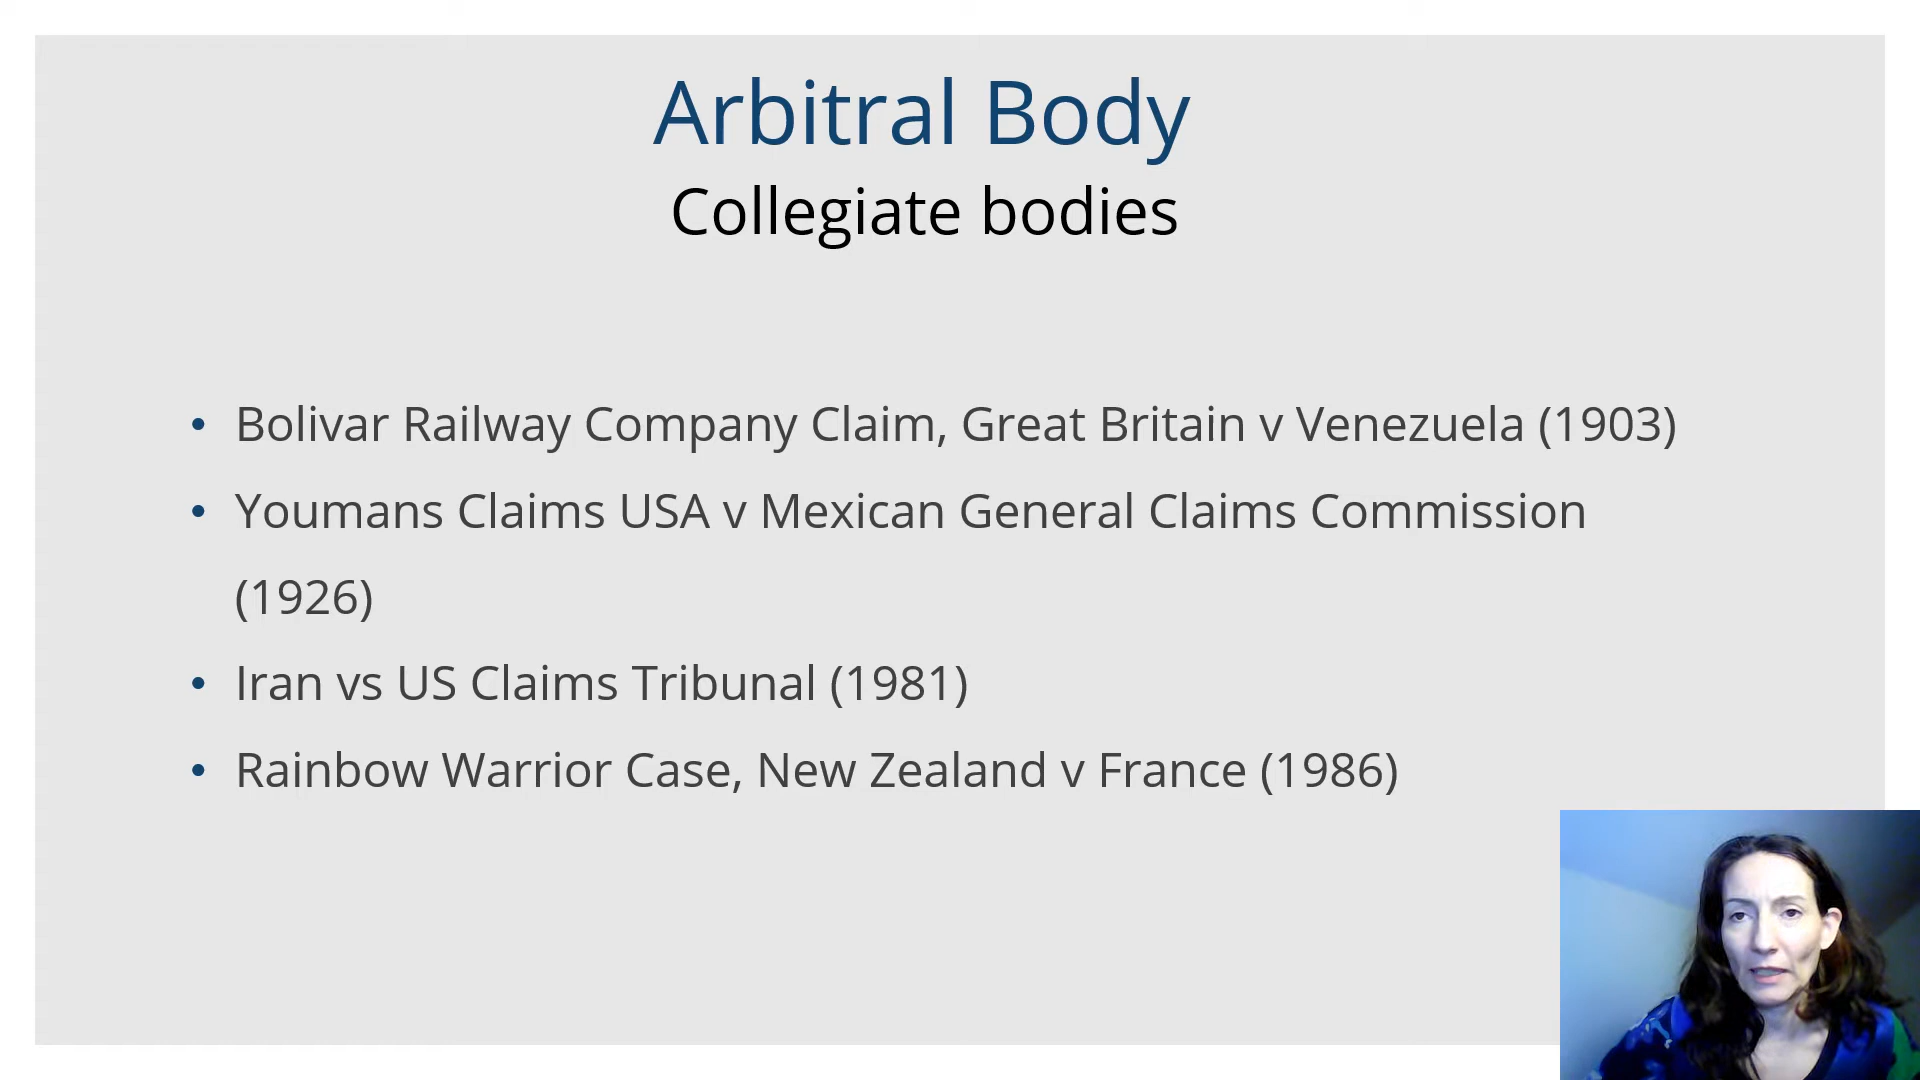 Arbitral Body
Collegiate bodies
• Bolivar Railway Company Claim, Great Britain v Venezuela (1903)
• Youmans Claims USA v Mexican General Claims Commission
(1926)
• Iran vs US Claims Tribunal (1981)
• Rainbow Warrior Case, New Zealand v France (1986)